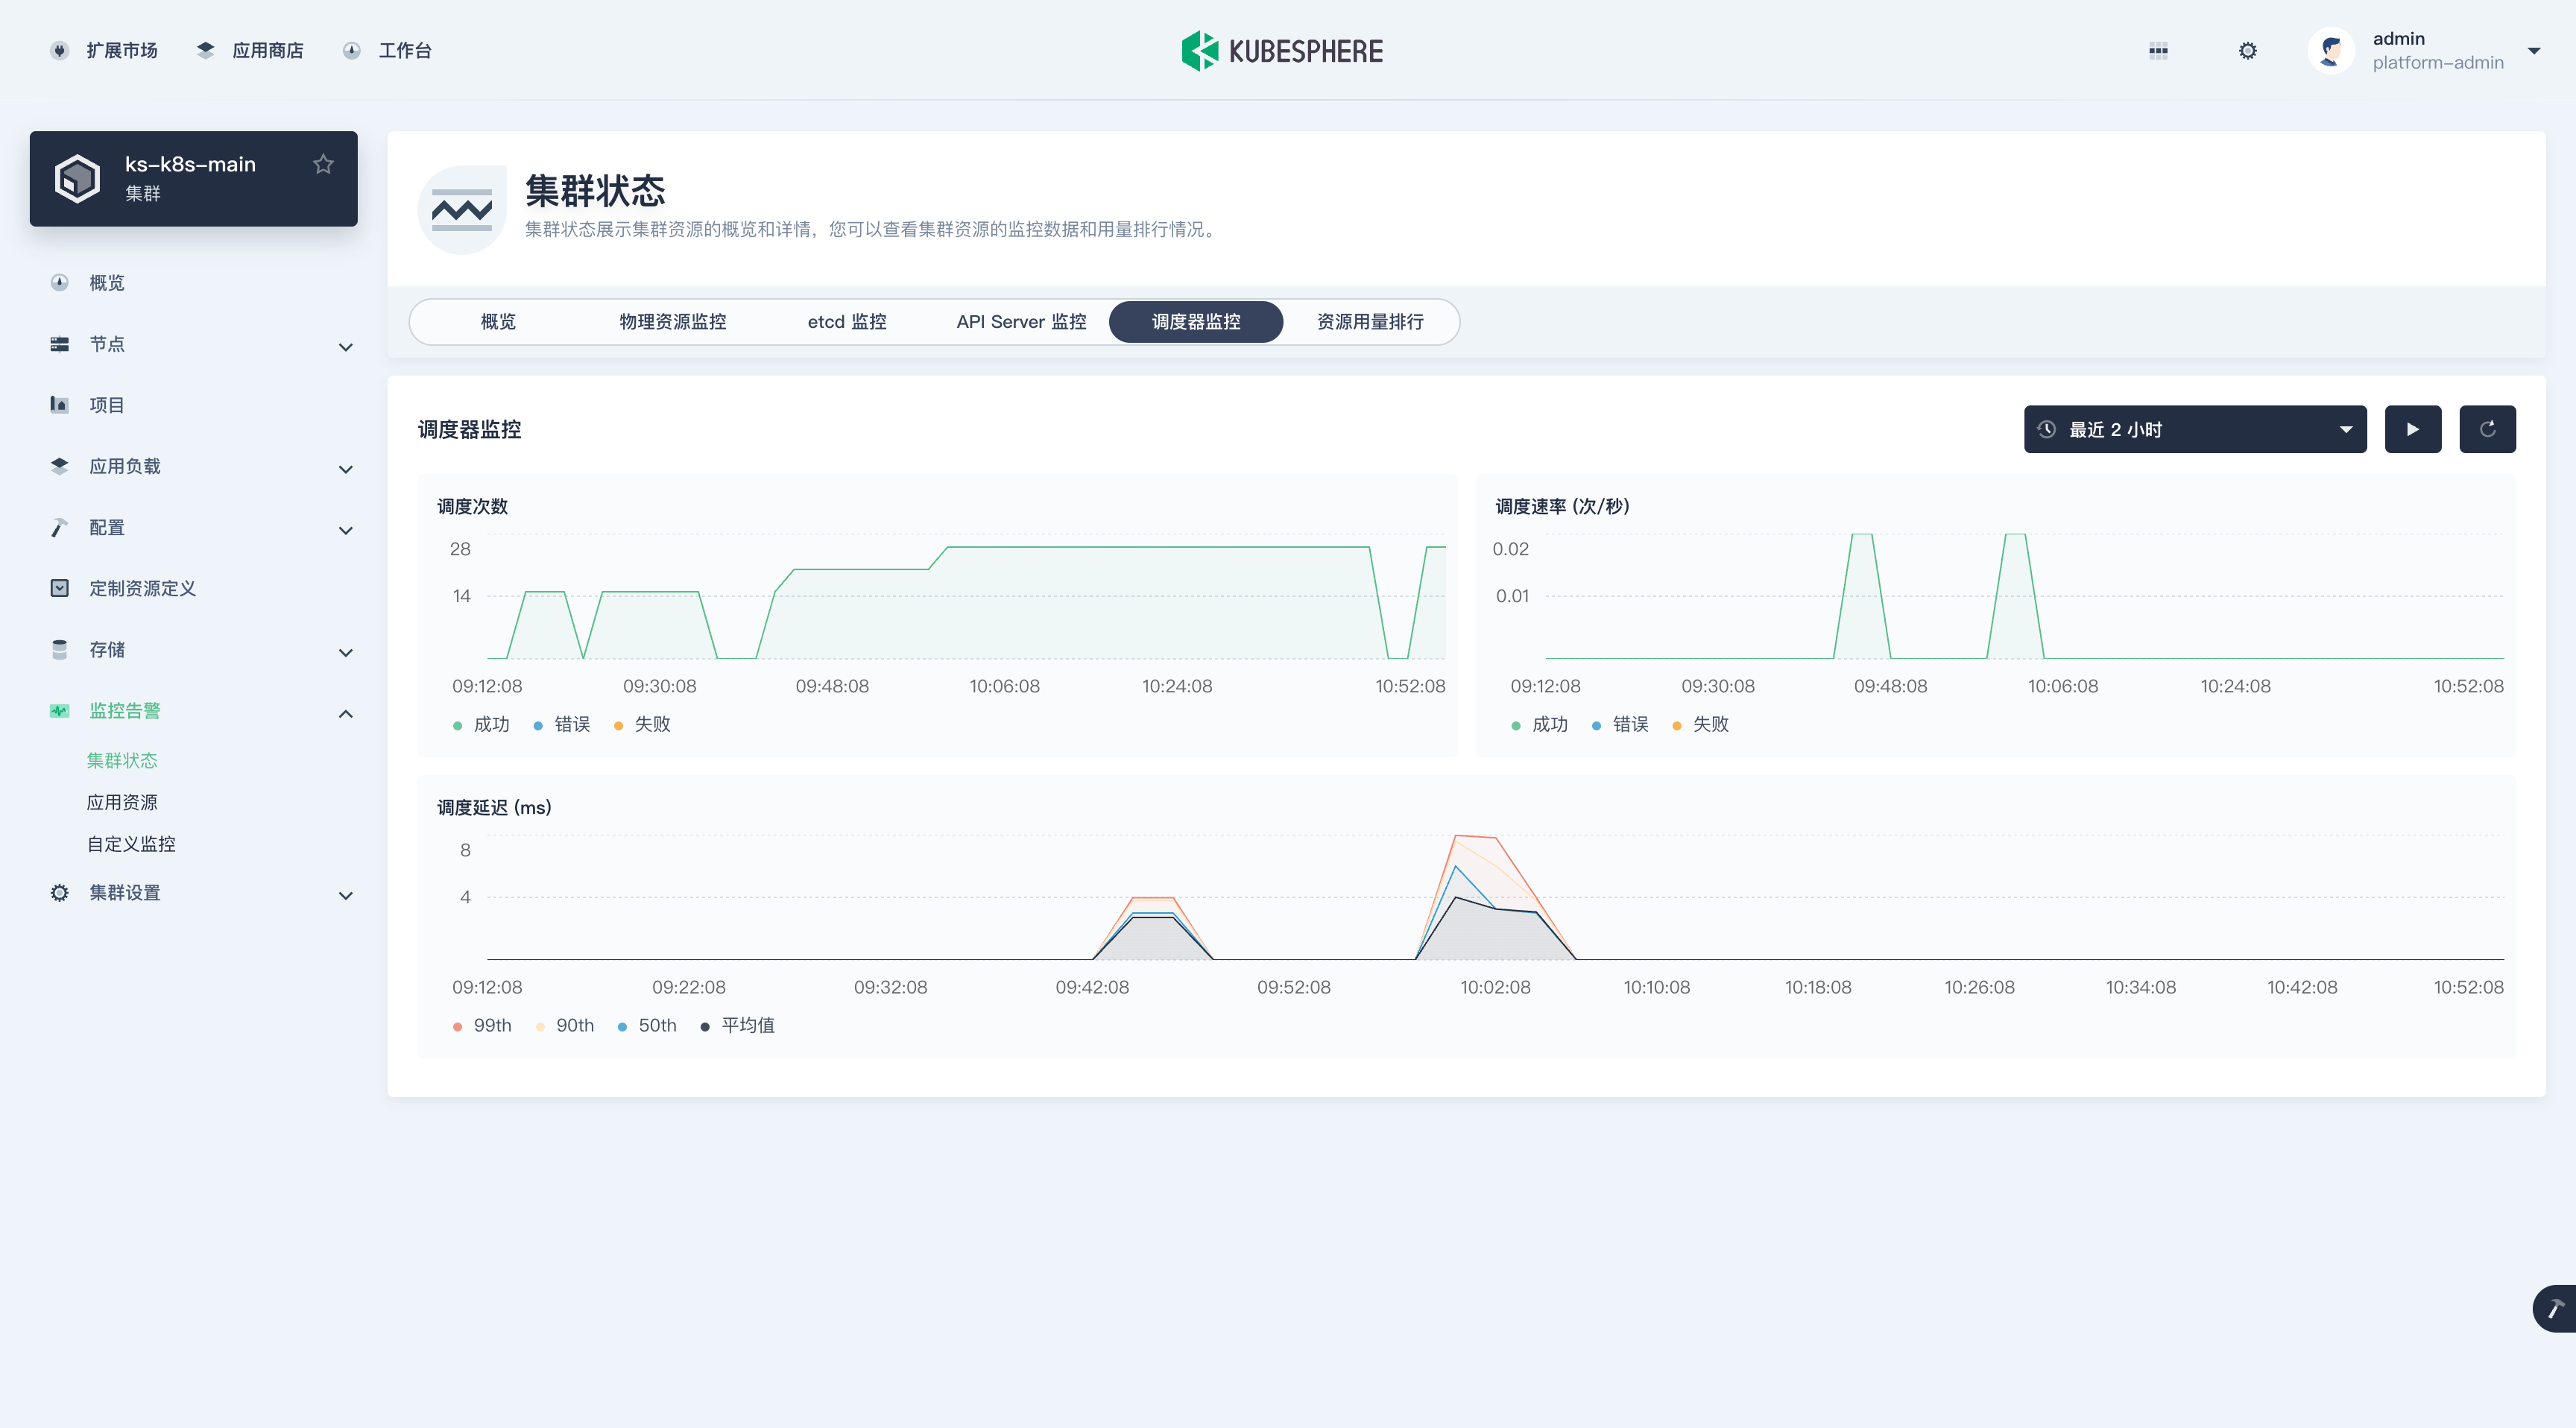 扩展市场 应用商店 工作台
KUBESPHERE
admin
platform-admin
ks-k8s-main
集群
概览
节点
项目
应用负载
配置
定制资源定义
存储
监控告警
集群状态
应用资源
自定义监控
集群设置
集群状态
集群状态展示集群资源的概览和详情，您可以查看集群资源的监控数据和用量排行情况。
概览 物理资源监控 etcd 监控 API Server 监控 调度器监控 资源用量排行
调度器监控
最近 2 小时
调度次数
28
14
09:12:08 09:30:08 09:48:08 10:06:08 10:24:08 10:52:08
成功 错误 失败
调度速率 (次/秒)
0.02
0.01
09:12:08 09:30:08 09:48:08 10:06:08 10:24:08 10:52:08
成功 错误 失败
调度延迟 (ms)
8
4
09:12:08 09:22:08 09:32:08 09:42:08 09:52:08 10:02:08 10:10:08 10:18:08 10:26:08 10:34:08 10:42:08 10:52:08
99th 90th 50th 平均值